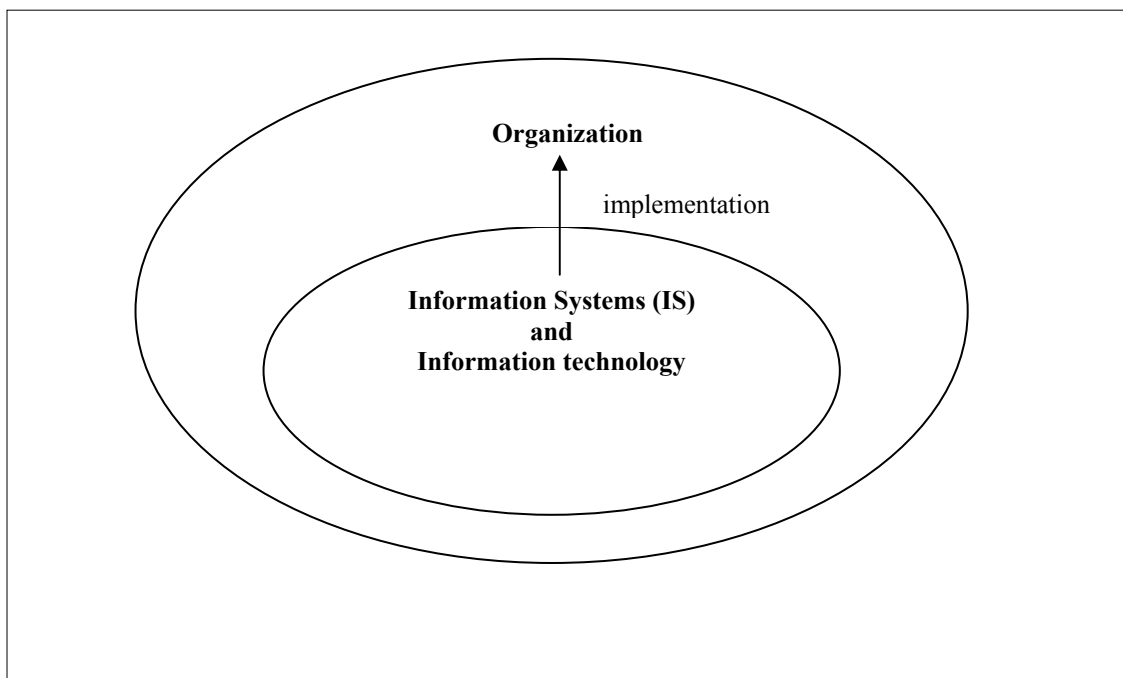 Organization
implementation
Information Systems (IS)
and
Information technology